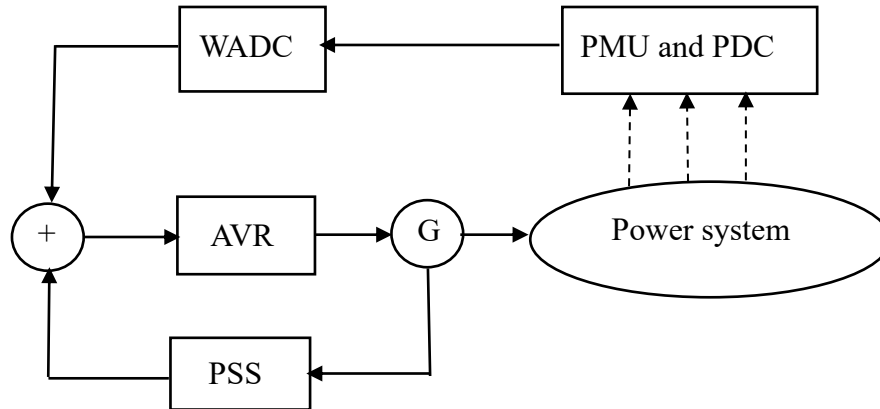 WADC
PMU and PDC
+
AVR
G
Power system
PSS